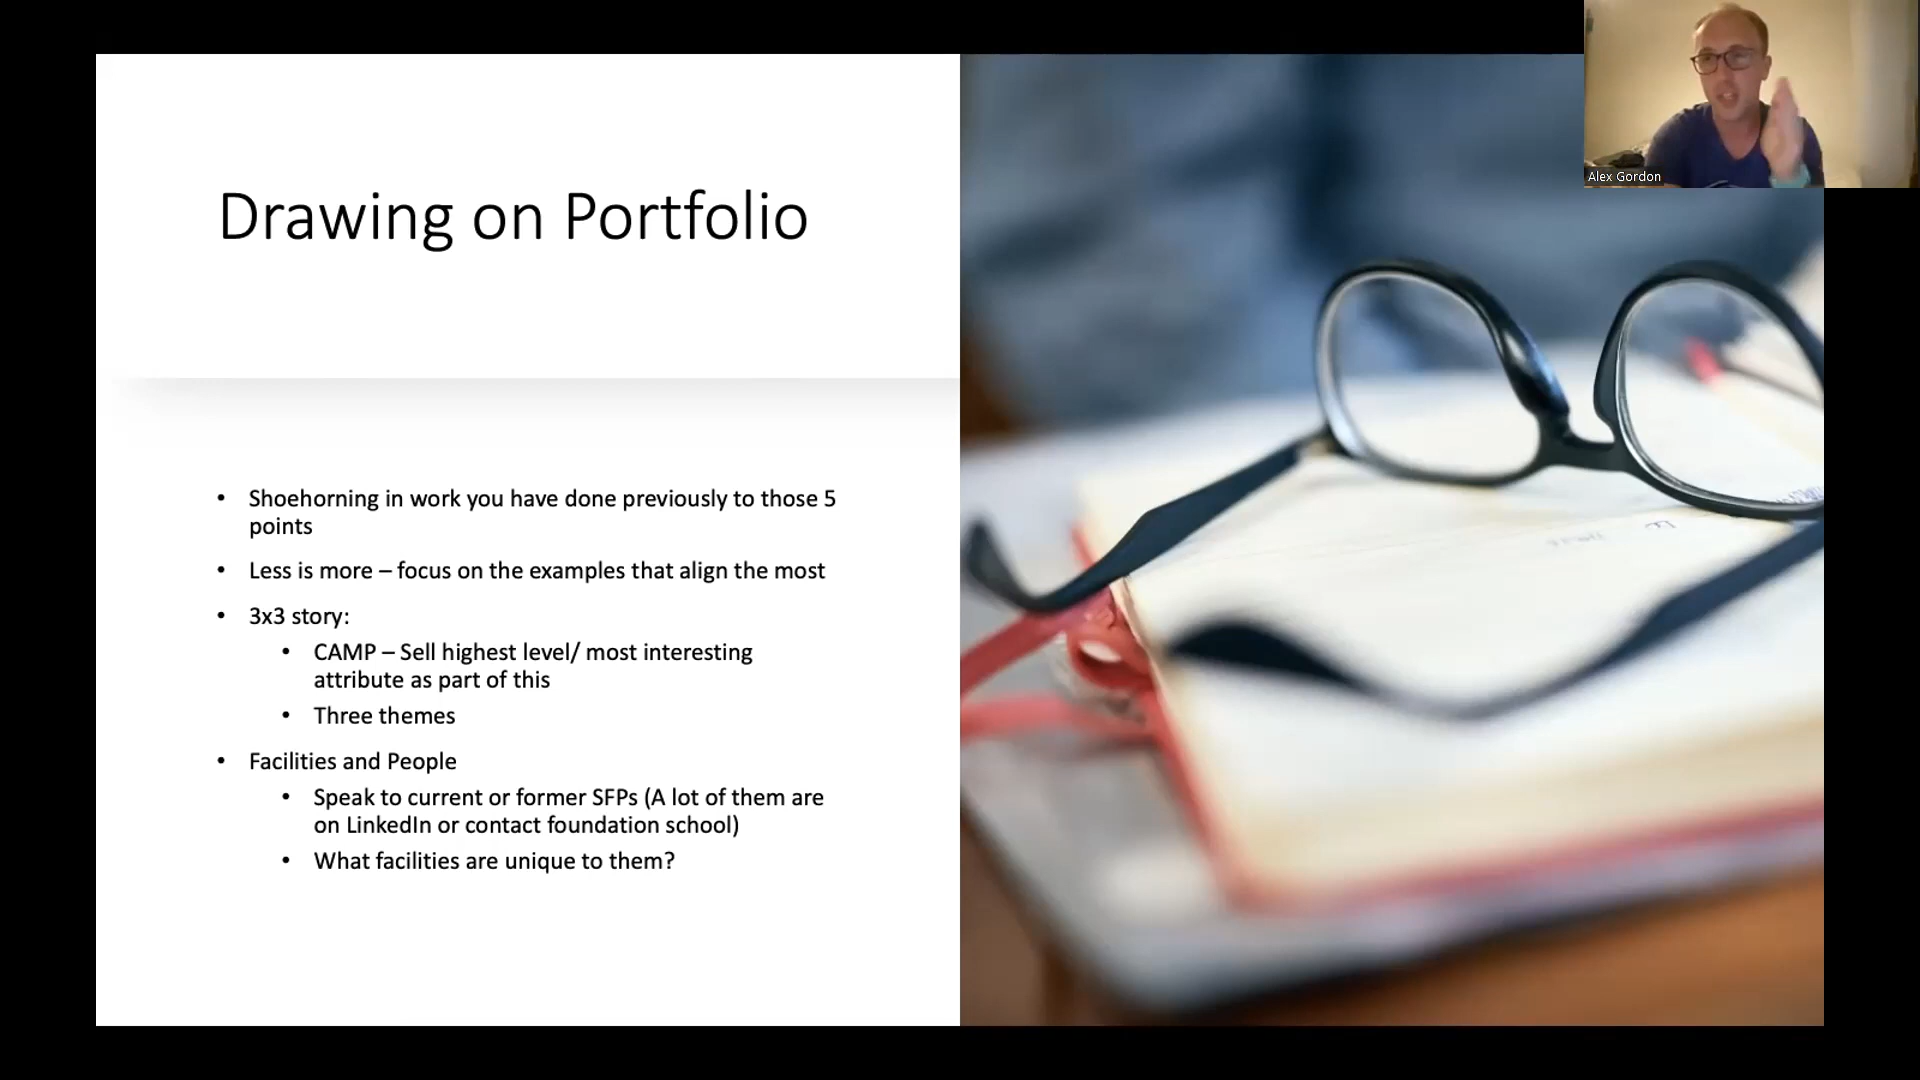 Alex Gordon
Drawing on Portfolio
• Shoehorning in work you have done previously to those 5
points
• Less is more – focus on the examples that align the most
• 3x3 story:
• CAMP – Sell highest level/ most interesting
attribute as part of this
• Three themes
• Facilities and People
• Speak to current or former SFPs (A lot of them are
on LinkedIn or contact foundation school)
• What facilities are unique to them?